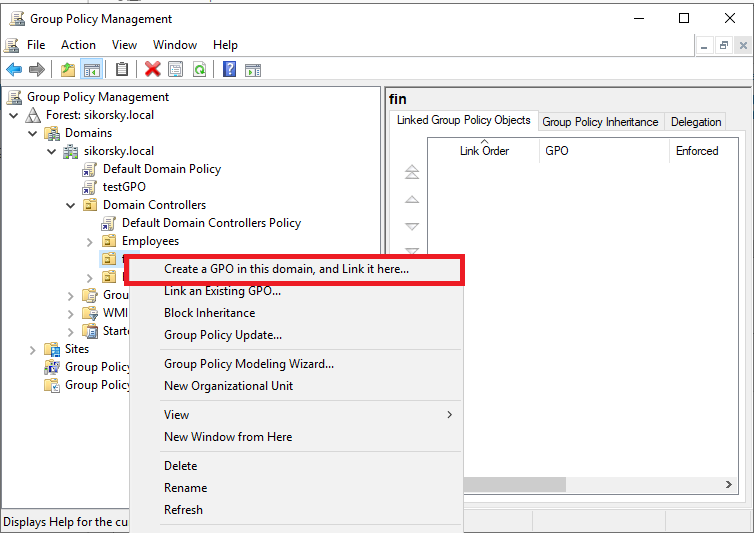 Group Policy Management
File Action View Window Help
Group Policy Management
Forest: sikorsky.local
Domains
sikorsky.local
Default Domain Policy
testGPO
Domain Controllers
Default Domain Controllers Policy
Employees
Grou
WMI
Starte
Sites
Group Policy
Group Policy
Create a GPO in this domain, and Link it here...
Link an Existing GPO...
Block Inheritance
Group Policy Update...
Group Policy Modeling Wizard...
New Organizational Unit
View
New Window from Here
Delete
Rename
Refresh
fin
Linked Group Policy Objects Group Policy Inheritance Delegation
Link Order GPO Enforced
Displays Help for the cu